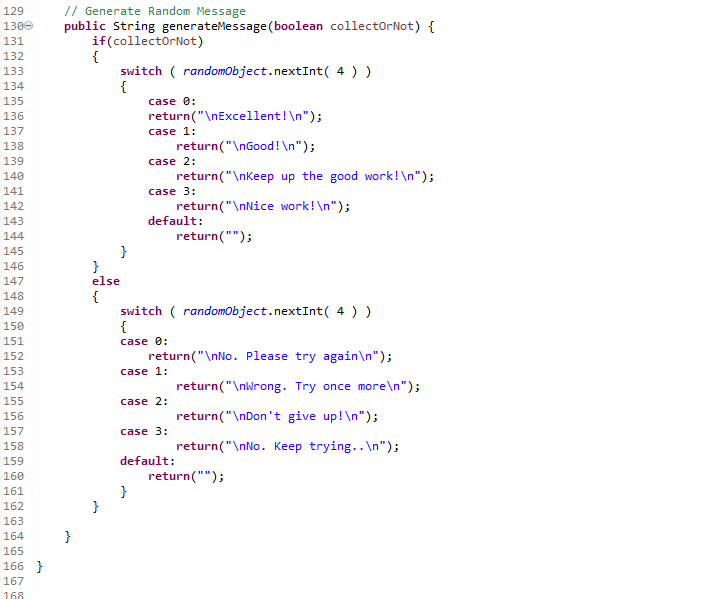 129 // Generate Random Message
130 public String generateMessage(boolean collectOrNot) {
131 if(collectOrNot)
132 {
133 switch ( randomObject.nextInt( 4 ) )
134 {
135 case 0:
136 return("\nExcellent!\n");
137 case 1:
138 return("\nGood!\n");
139 case 2:
140 return("\nKeep up the good work!\n");
141 case 3:
142 return("\nNice work!\n");
143 default:
144 return("");
145 }
146 }
147 else
148 {
149 switch ( randomObject.nextInt( 4 ) )
150 {
151 case 0:
152 return("\nNo. Please try again\n");
153 case 1:
154 return("\nWrong. Try once more\n");
155 case 2:
156 return("\nDon't give up!\n");
157 case 3:
158 return("\nNo. Keep trying..\n");
159 default:
160 return("");
161 }
162 }
163
164 }
165
166 }
167
168